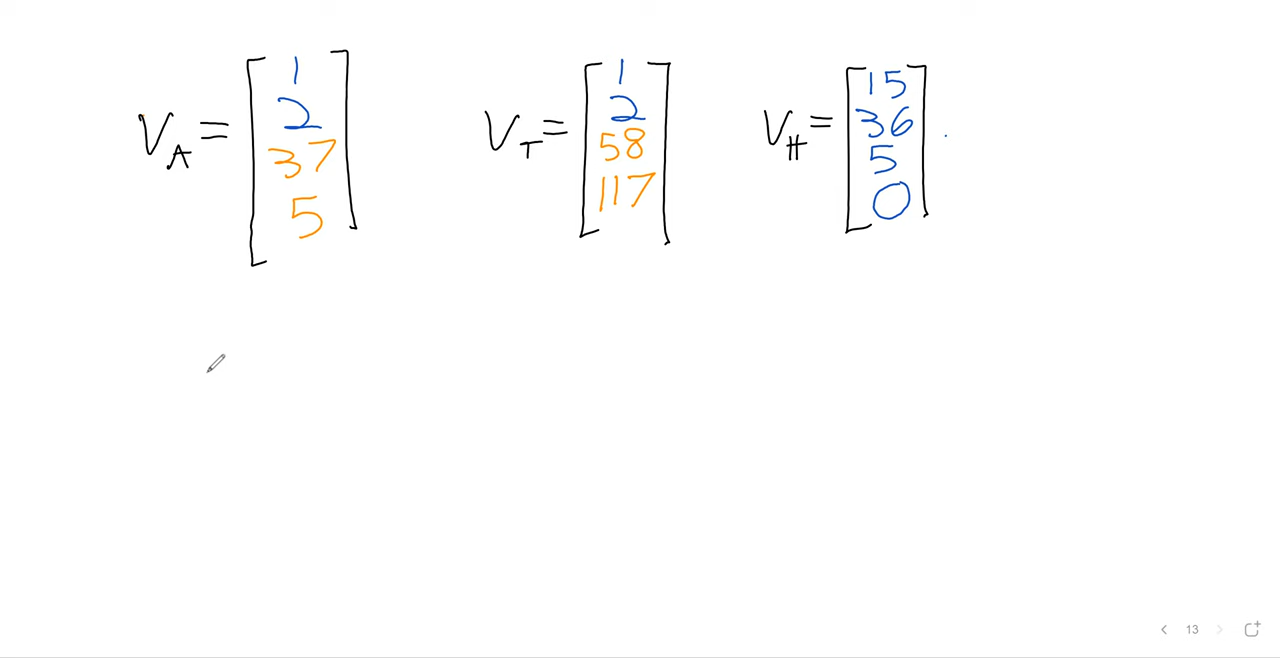 V_A = [1 2 37 5]
V_T = [1 2 58 117]
V_H = [15 36 5 0]
13